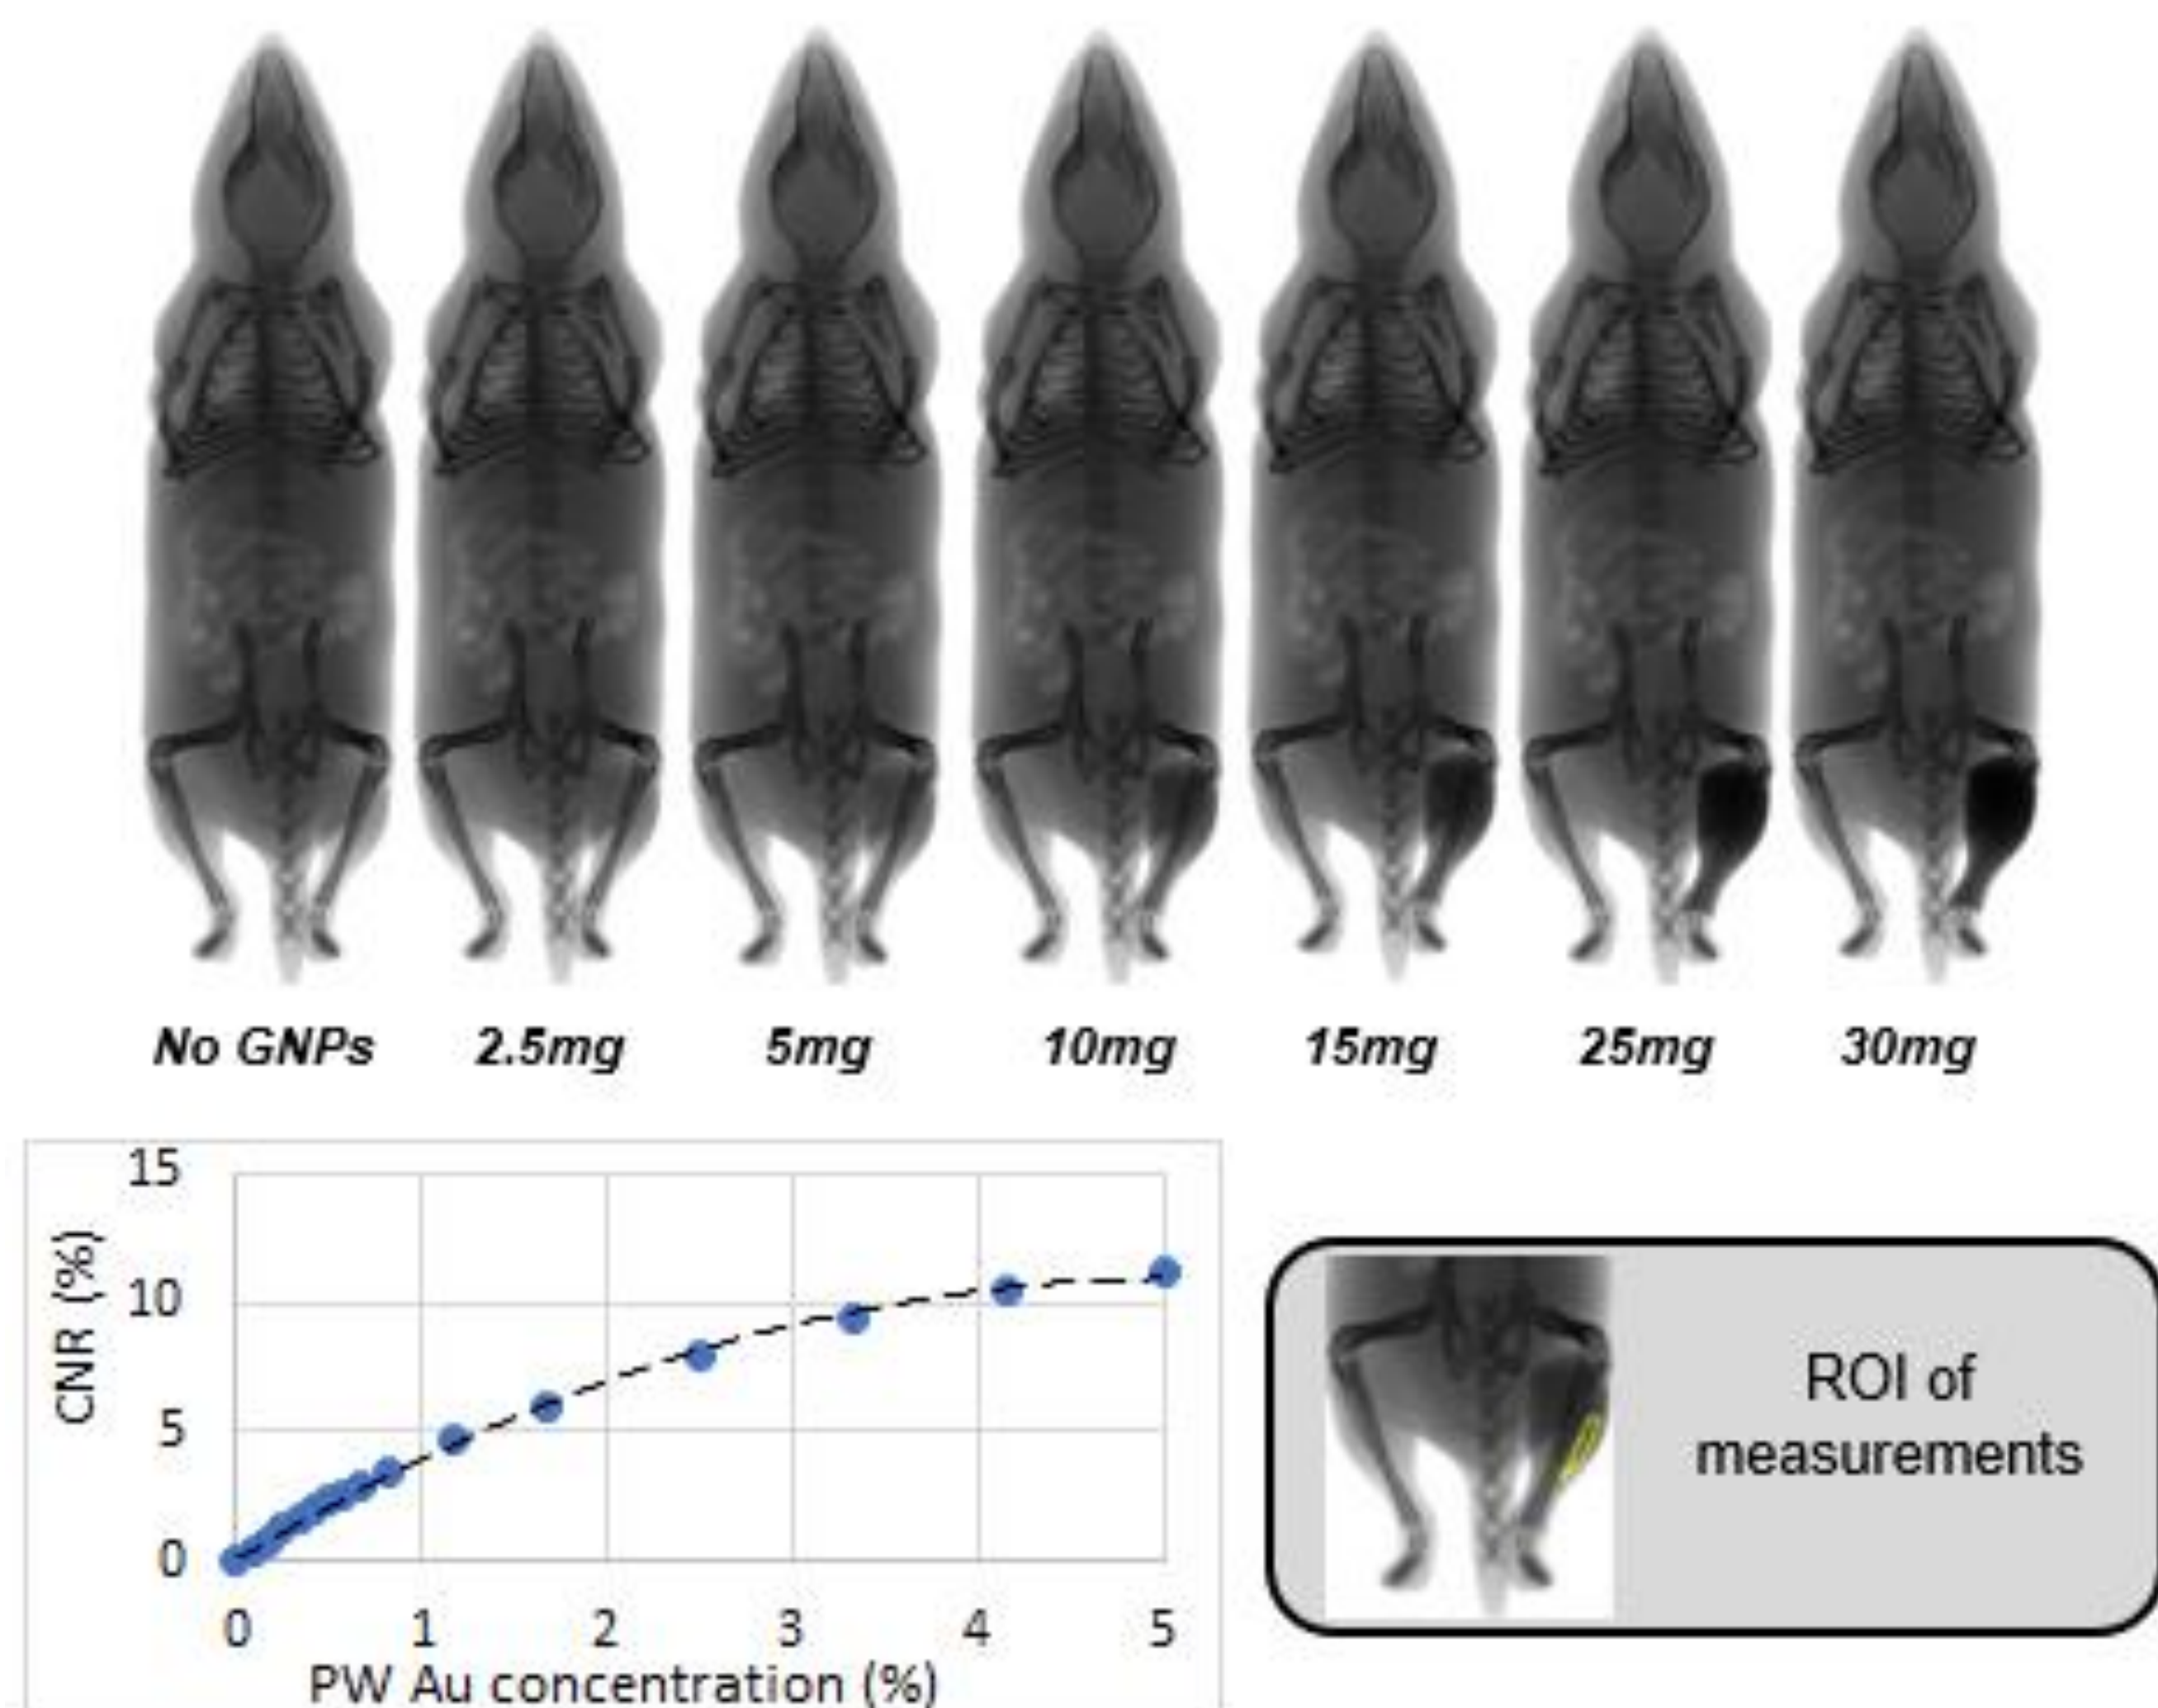 No GNPs 2.5mg 5mg 10mg 15mg 25mg 30mg
15
10
5
0
CNR (%)
0 1 2 3 4 5
PW Au concentration (%)
ROI of
measurements